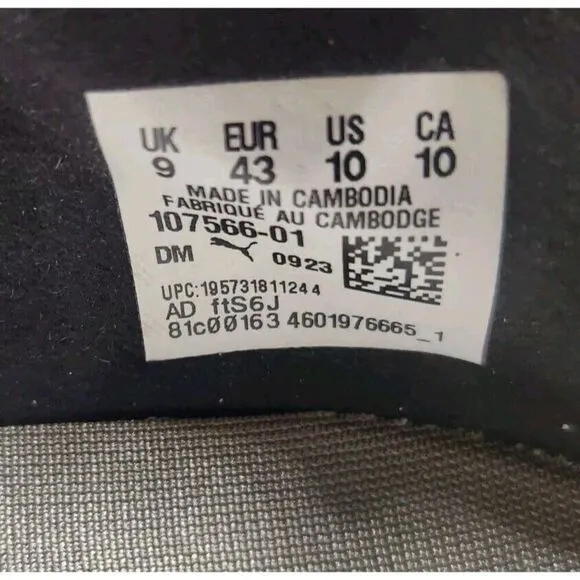 UK EUR US CA
9 43 10 10
MADE IN CAMBODIA
FABRIQUÉ AU CAMBODGE
107566-01
DM 0923
UPC:195731811244
AD ftS6J
81c00163 4601976665_1